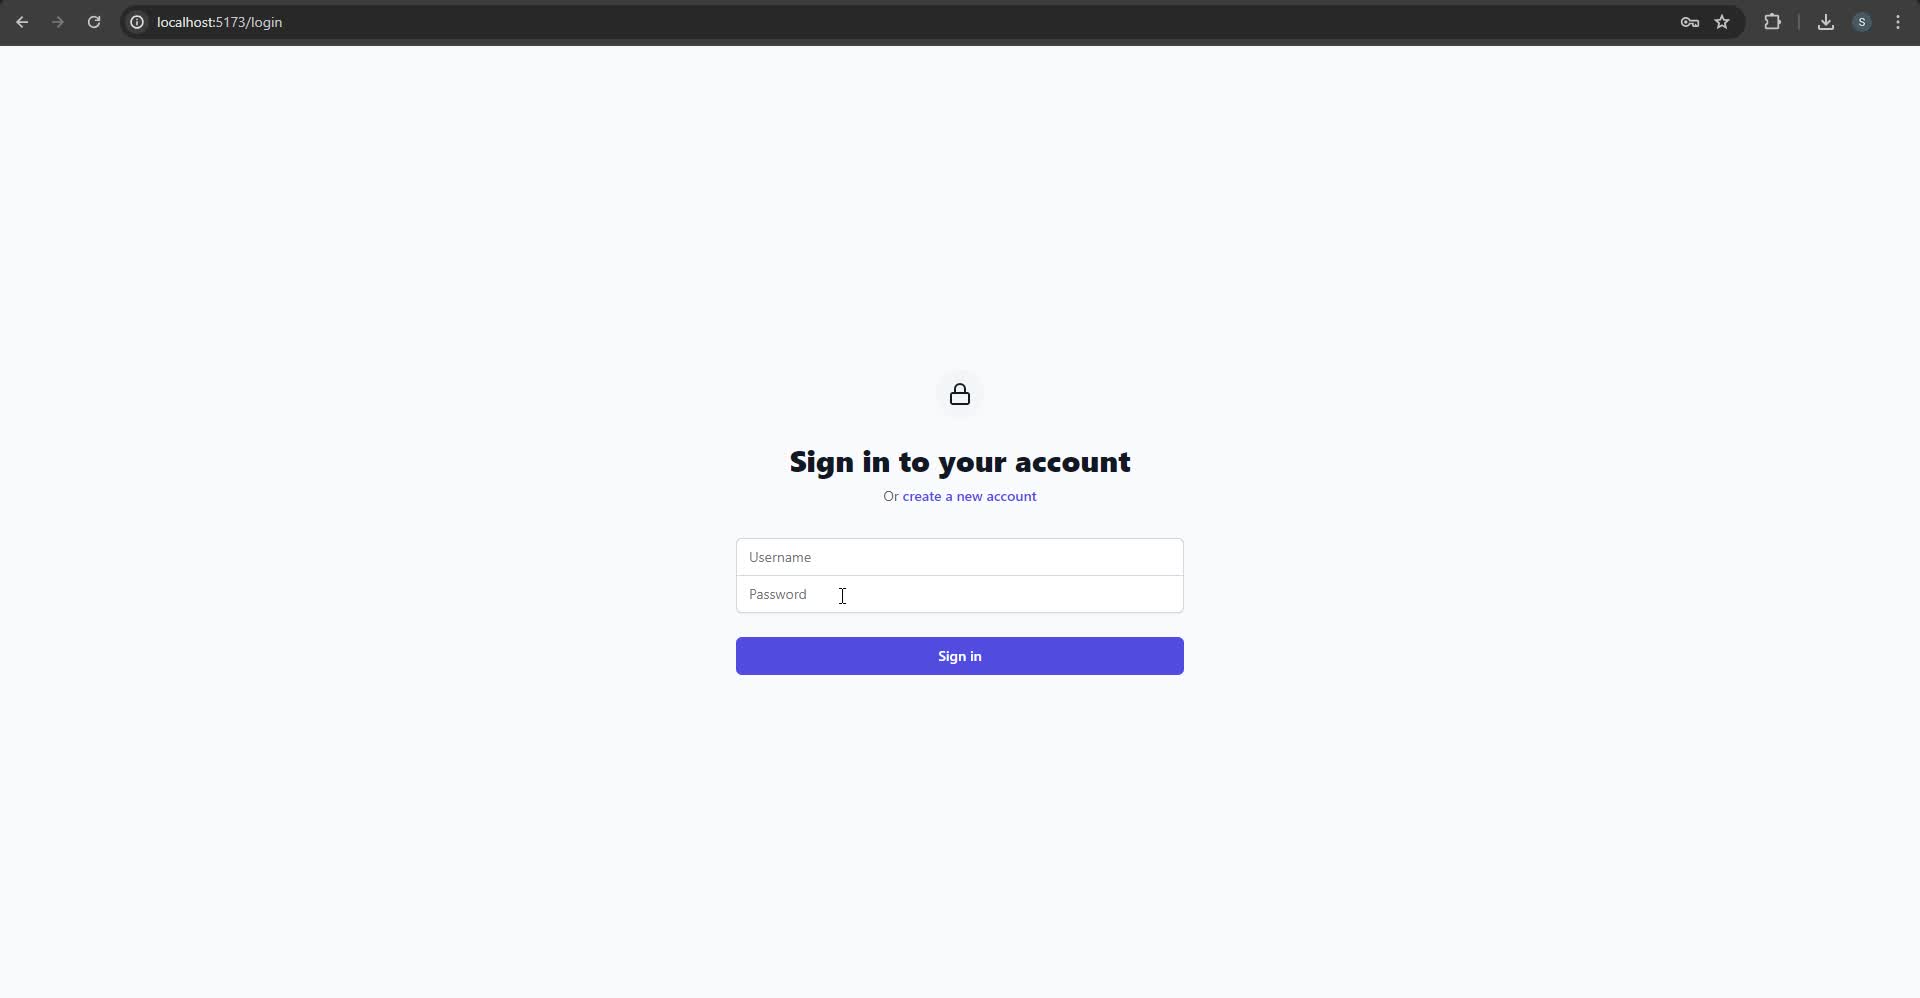 localhost:5173/login
S
Sign in to your account
Or create a new account
Username
Password
Sign in